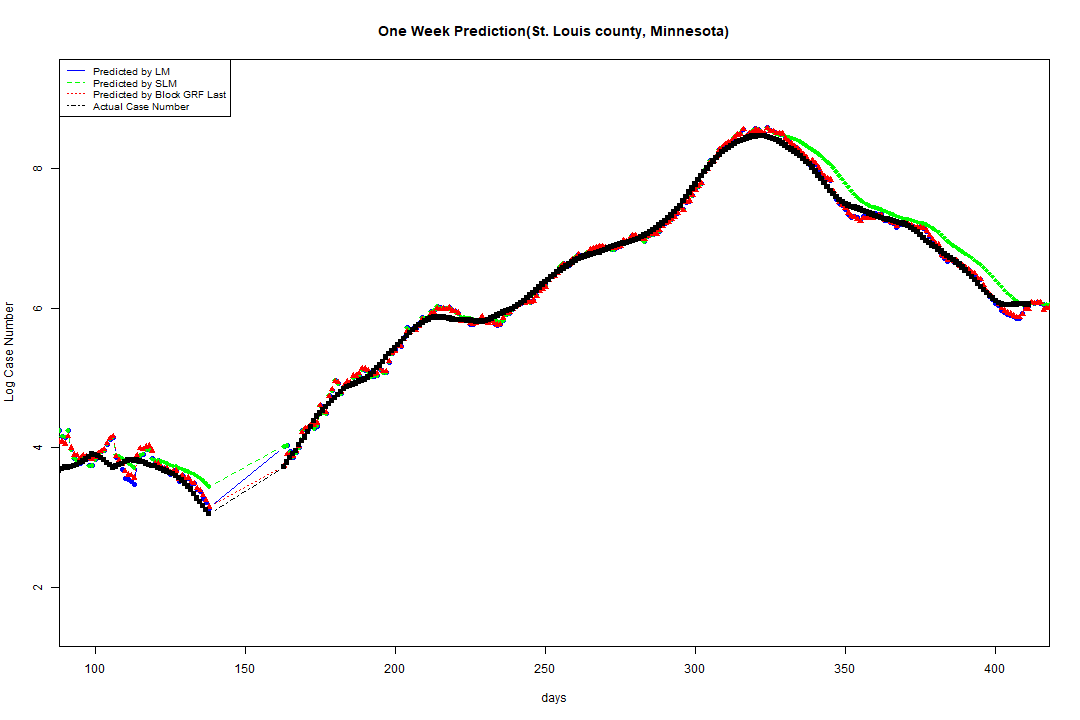 One Week Prediction(St. Louis county, Minnesota)
Predicted by LM
Predicted by SLM
Predicted by Block GRF Last
Actual Case Number
Log Case Number
8
6
4
2
100 150 200 250 300 350 400
days